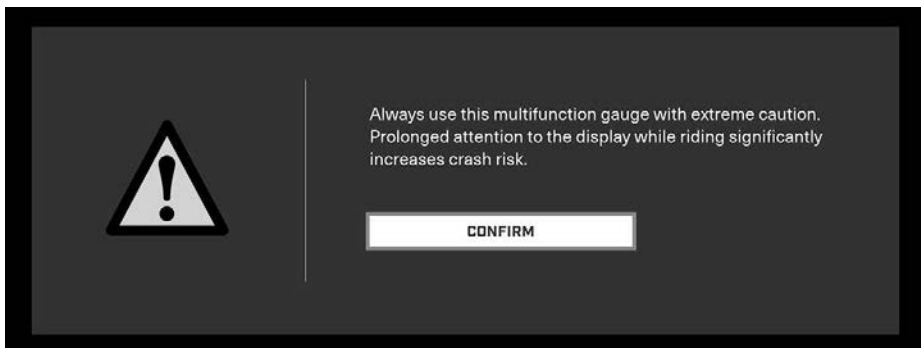 Always use this multifunction gauge with extreme caution.
Prolonged attention to the display while riding significantly
increases crash risk.
CONFIRM